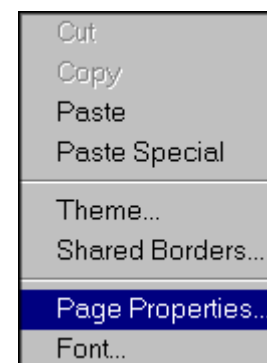 Cut
Copy
Paste
Paste Special
Theme...
Shared Borders...
Page Properties...
Font...